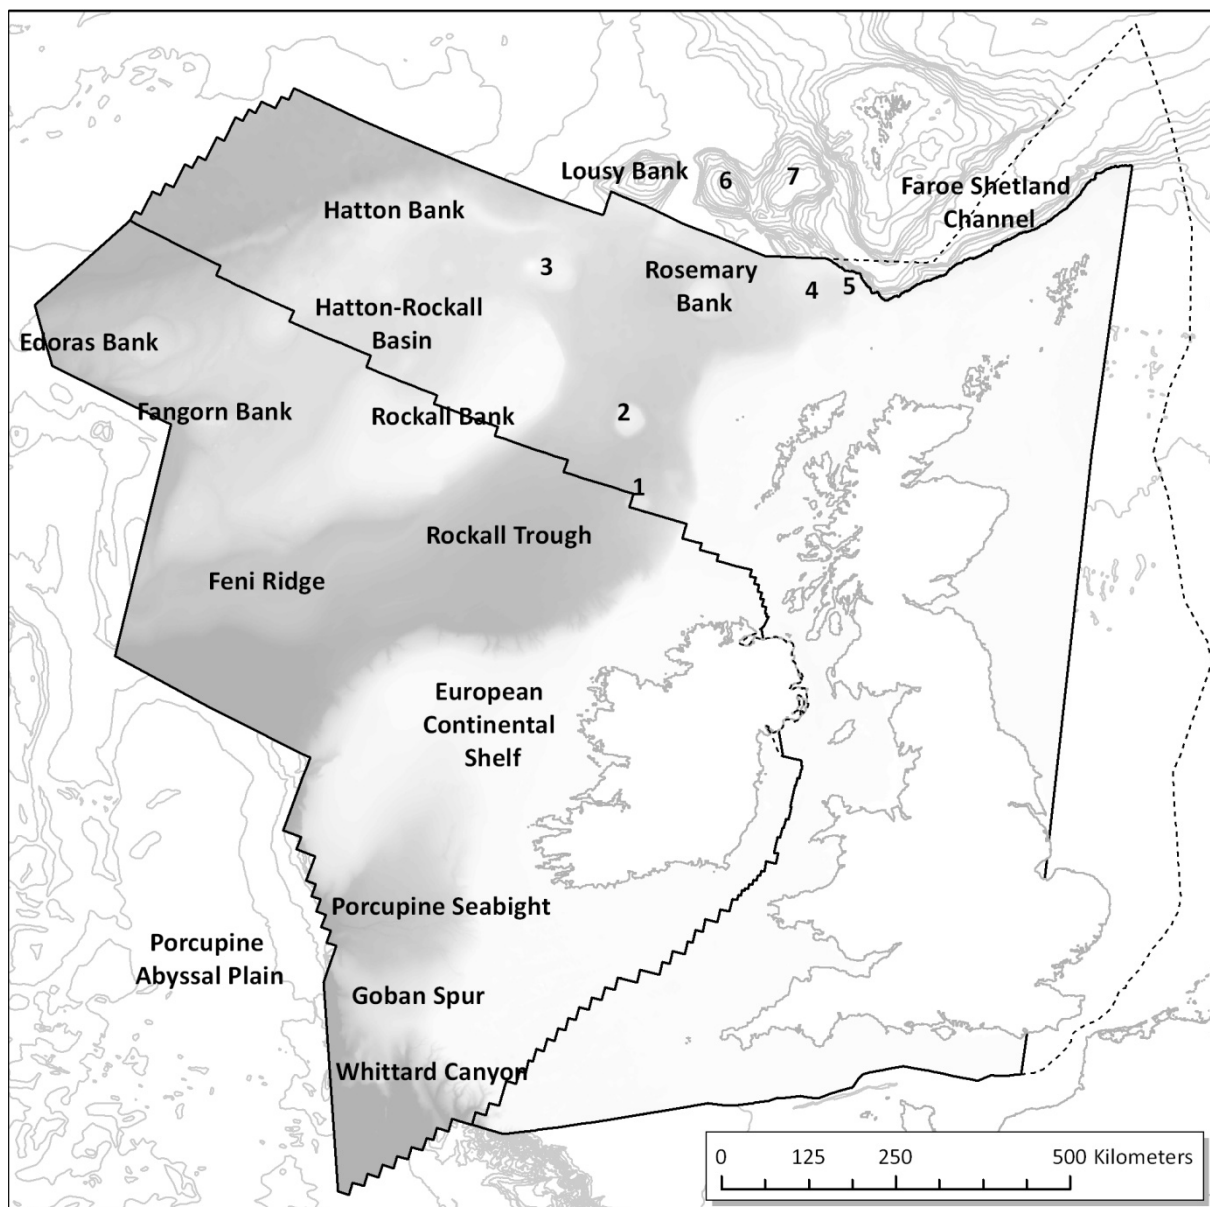 Lousy Bank
6
7
Faroe Shetland
Channel
Hatton Bank
3
Rosemary
Bank
4
5
Hatton-Rockall
Basin
Edoras Bank
Fangorn Bank
Rockall Bank
2
1
Rockall Trough
Feni Ridge
European
Continental
Shelf
Porcupine Seabight
Porcupine
Abyssal Plain
Goban Spur
Whittard Canyon
0 125 250 500 Kilometers